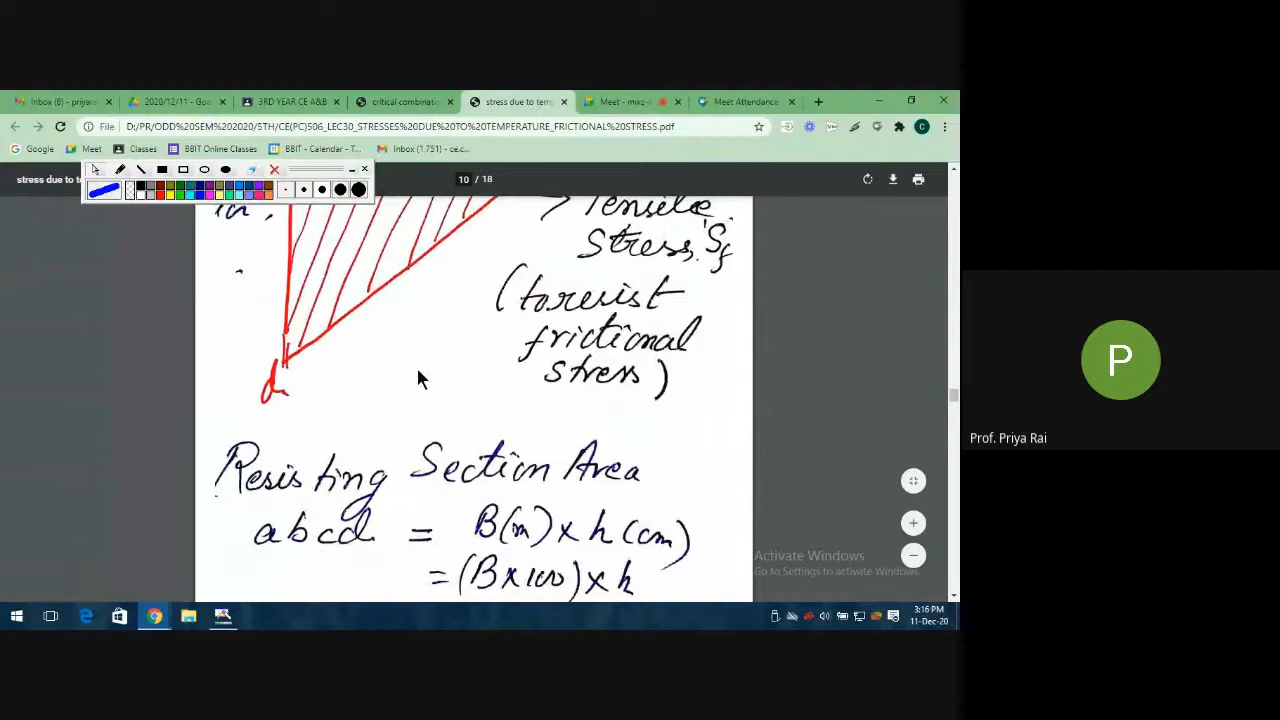 Inbox (6) - priyara
2020/12/11 - Goo
3RD YEAR CE A&B
critical combinatio
stress due to temp
Meet - mwz-
Meet Attendance
File D:/PR/ODD%20SEM%202020/5TH/CE(PC)506_LEC30_STRESSES%20DUE%20TO%20TEMPERATURE_FRICTIONAL%20STRESS.pdf
Google Meet Classes BBIT Online Classes BBIT - Calendar - T... Inbox (1,751) - ce.c...
stress due to te
10 / 18
Tensile
Stress, Sf
(to resist
frictional
stress)
d
Resisting Section Area
abcd = B(m) x h (cm)
= (B x 100) x h
Activate Windows
Go to Settings to activate Windows.
3:16 PM
11-Dec-20
P
Prof. Priya Rai